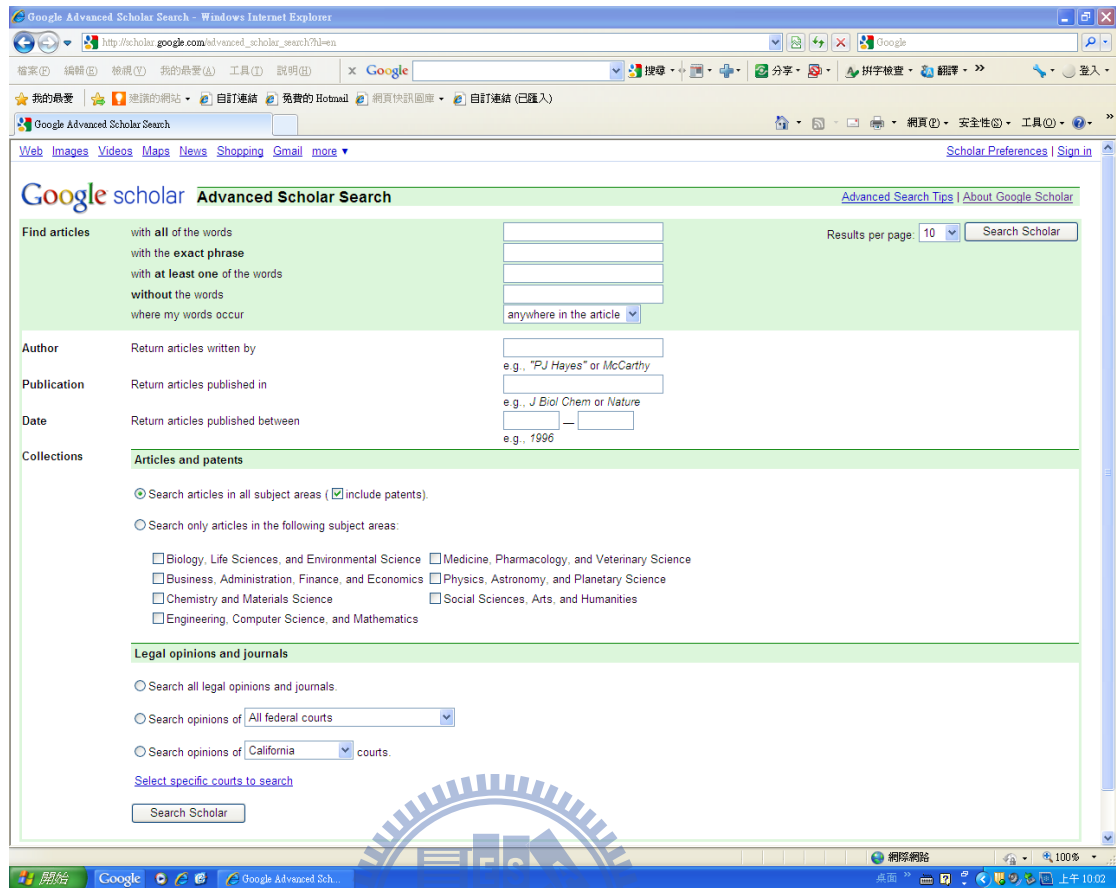 Google Advanced Scholar Search - Windows Internet Explorer
http://scholar.google.com/advanced_scholar_search?hl=en
Google
檔案(F) 編輯(E) 檢視(V) 我的最愛(A) 工具(T) 說明(H) x Google 搜尋 分享 拼字檢查 翻譯 » 登入
我的最愛 建議的網站 自訂連結 免費的 Hotmail 網頁快訊圖庫 自訂連結 (已匯入)
Google Advanced Scholar Search 網頁(P) 安全性(S) 工具(O) »
Web Images Videos Maps News Shopping Gmail more ▼ Scholar Preferences | Sign in
Google scholar Advanced Scholar Search Advanced Search Tips | About Google Scholar
Find articles with all of the words Results per page: 10 Search Scholar
with the exact phrase
with at least one of the words
without the words
where my words occur anywhere in the article
Author Return articles written by
e.g., "PJ Hayes" or McCarthy
Publication Return articles published in
e.g., J Biol Chem or Nature
Date Return articles published between —
e.g., 1996
Collections Articles and patents
Search articles in all subject areas ( include patents).
Search only articles in the following subject areas:
Biology, Life Sciences, and Environmental Science Medicine, Pharmacology, and Veterinary Science
Business, Administration, Finance, and Economics Physics, Astronomy, and Planetary Science
Chemistry and Materials Science Social Sciences, Arts, and Humanities
Engineering, Computer Science, and Mathematics
Legal opinions and journals
Search all legal opinions and journals.
Search opinions of All federal courts
Search opinions of California courts.
Select specific courts to search
Search Scholar
網際網路 100%
開始 Google Google Advanced Sch... 桌面 » 上午 10:02